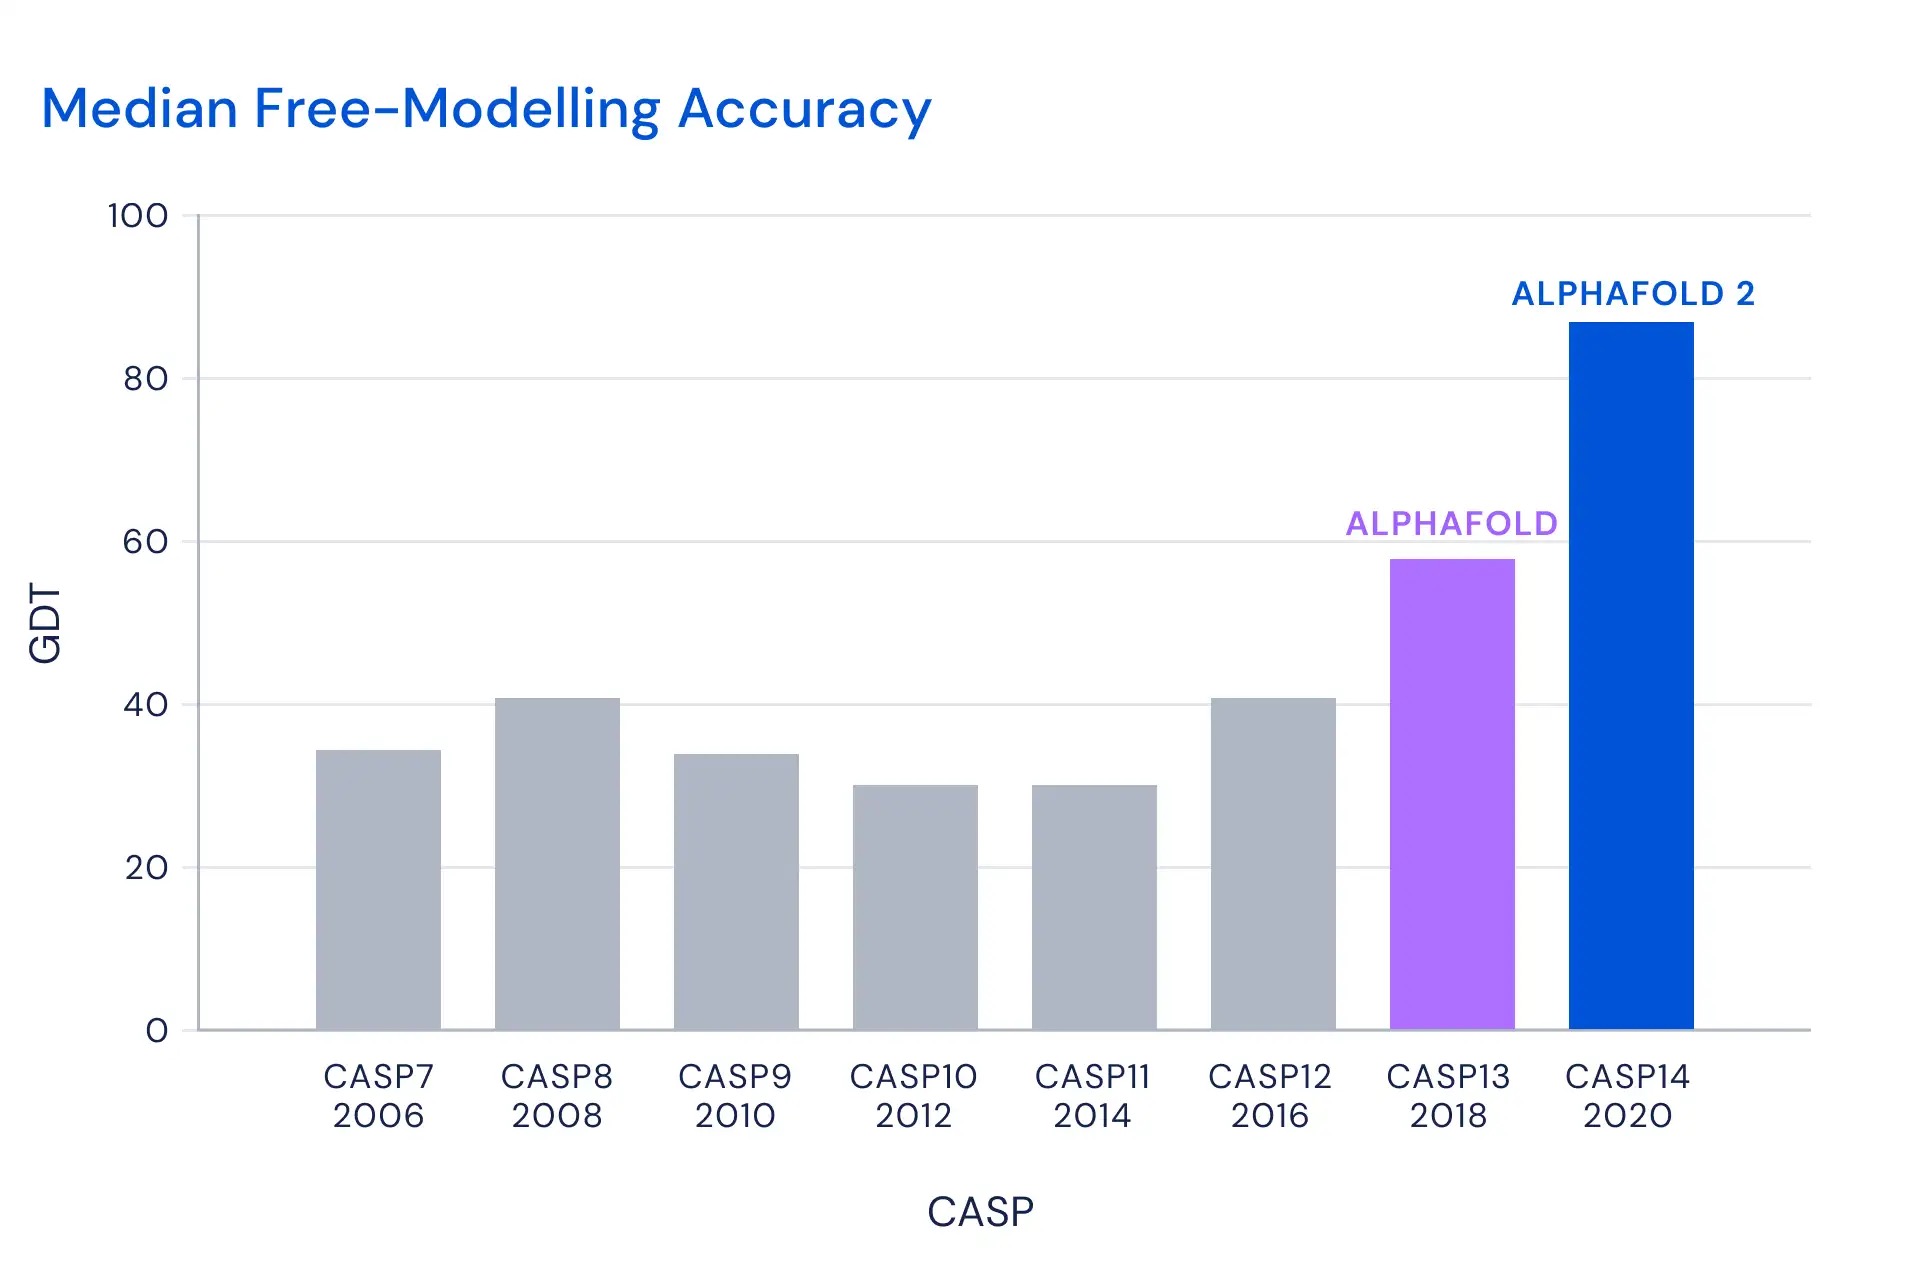 Median Free-Modelling Accuracy
100
80
60
40
20
0
GDT
ALPHAFOLD 2
ALPHAFOLD
CASP7 CASP8 CASP9 CASP10 CASP11 CASP12 CASP13 CASP14
2006 2008 2010 2012 2014 2016 2018 2020
CASP